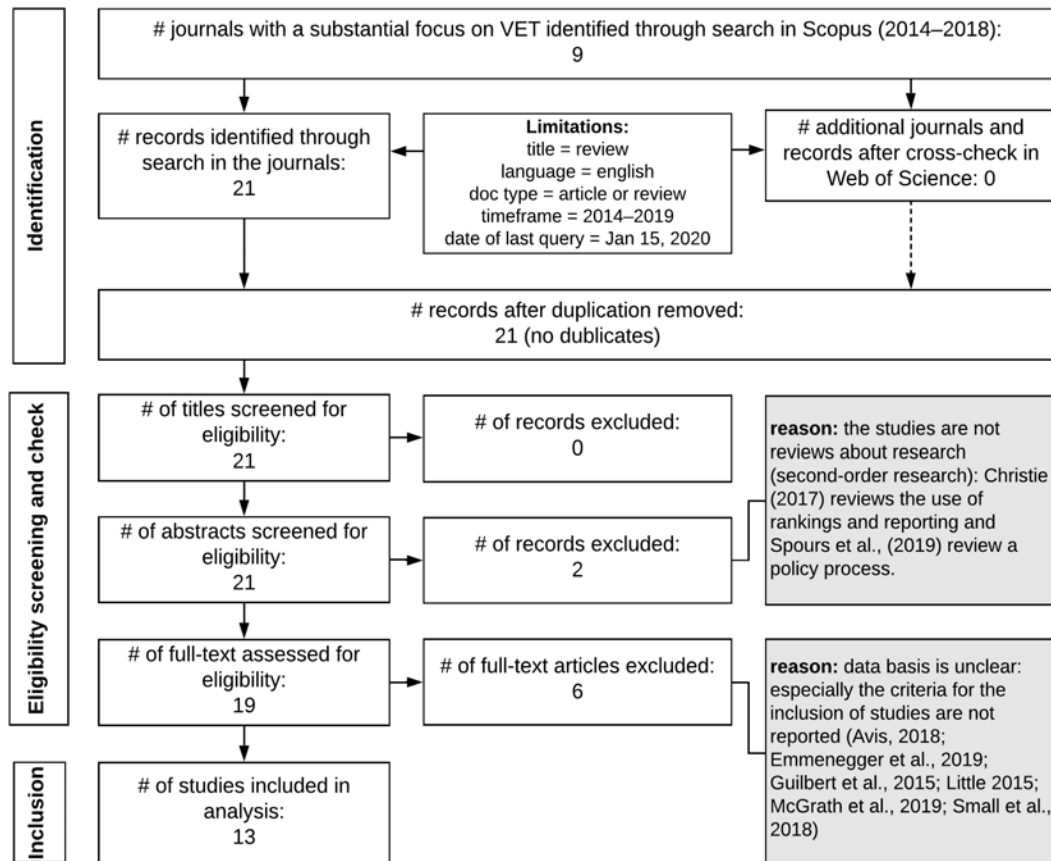 Identification
# journals with a substantial focus on VET identified through search in Scopus (2014–2018):
9
# records identified through
search in the journals:
21
Limitations:
title = review
language = english
doc type = article or review
timeframe = 2014–2019
date of last query = Jan 15, 2020
# additional journals and
records after cross-check in
Web of Science: 0
# records after duplication removed:
21 (no dublicates)
Eligibility screening and check
# of titles screened for
eligibility:
21
# of records excluded:
0
# of abstracts screened for
eligibility:
21
# of records excluded:
2
reason: the studies are not
reviews about research
(second-order research): Christie
(2017) reviews the use of
rankings and reporting and
Spours et al., (2019) review a
policy process.
# of full-text assessed for
eligibility:
19
# of full-text articles excluded:
6
reason: data basis is unclear:
especially the criteria for the
inclusion of studies are not
reported (Avis, 2018;
Emmenegger et al., 2019;
Guilbert et al., 2015; Little 2015;
McGrath et al., 2019; Small et al.,
2018)
Inclusion
# of studies included in
analysis:
13